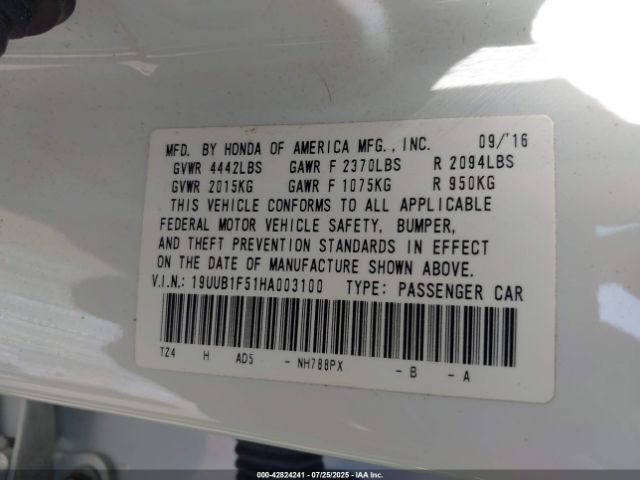 MFD. BY HONDA OF AMERICA MFG., INC. 09/'16
GVWR 4442LBS GAWR F 2370LBS R 2094LBS
GVWR 2015KG GAWR F 1075KG R 950KG
THIS VEHICLE CONFORMS TO ALL APPLICABLE
FEDERAL MOTOR VEHICLE SAFETY, BUMPER,
AND THEFT PREVENTION STANDARDS IN EFFECT
ON THE DATE OF MANUFACTURE SHOWN ABOVE.
V.I.N.: 19UUB1F51HA003100 TYPE: PASSENGER CAR
TZ4 H AD5 - NH788PX - B - A
000-42824241 - 07/25/2025 - IAAI.COM